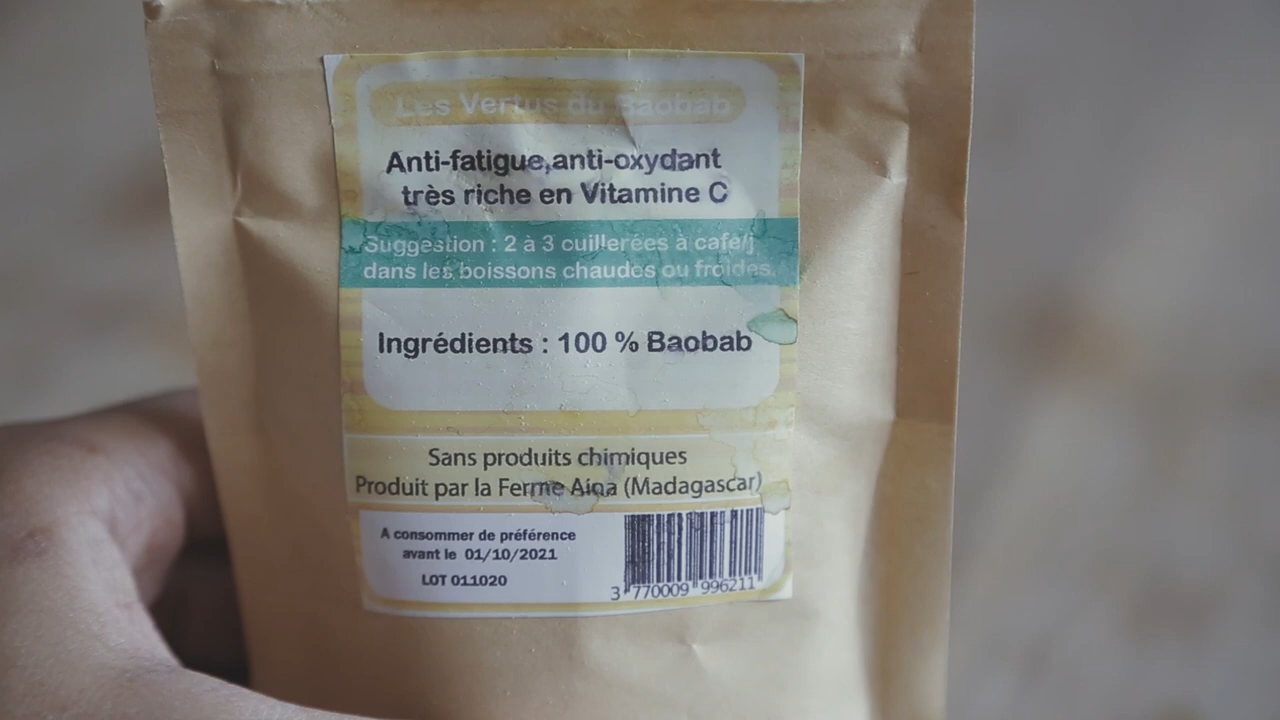 Les Vertus du Baobab
Anti-fatigue,anti-oxydant
très riche en Vitamine C
Suggestion : 2 à 3 cuillerées à café/j
dans les boissons chaudes ou froides.
Ingrédients : 100 % Baobab
Sans produits chimiques
Produit par la Ferme Aina (Madagascar)
A consommer de préférence
avant le 01/10/2021
LOT 011020
3 770009 996211